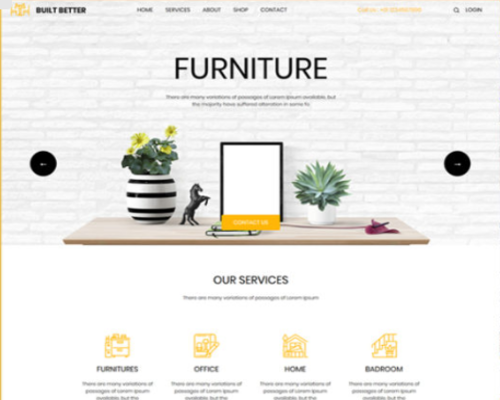 BUILT BETTER
HOME SERVICES ABOUT SHOP CONTACT
LOGIN
FURNITURE
There are many variations of passages of Lorem Ipsum available, but
the majority have suffered alteration in some fo.
CONTACT US
OUR SERVICES
There are many variations of passages of Lorem Ipsum
FURNITURES OFFICE HOME BADROOM
There are many variations of There are many variations of There are many variations of There are many variations of
passages of Lorem Ipsum passages of Lorem Ipsum passages of Lorem Ipsum passages of Lorem Ipsum
available, but the available, but the available, but the available, but the